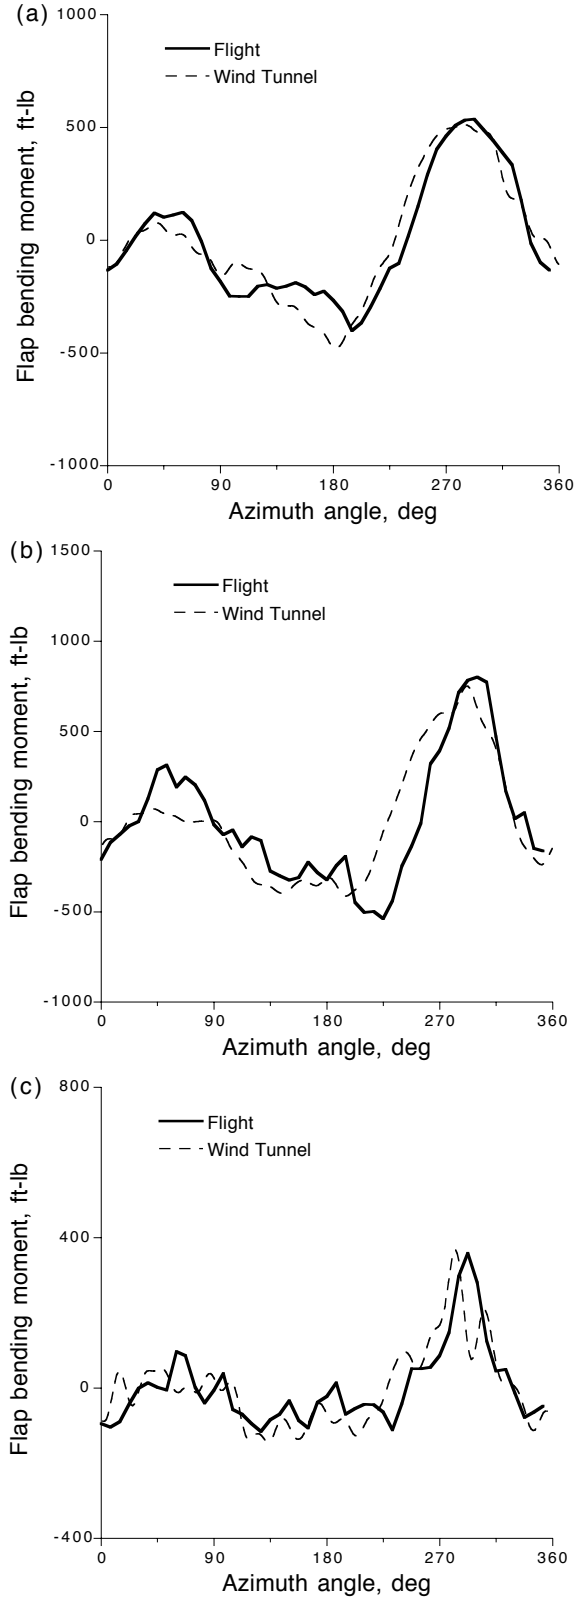 (a)
1000
500
0
-500
-1000
Flap bending moment, ft-lb
Flight
Wind Tunnel
0 90 180 270 360
Azimuth angle, deg
(b)
1500
1000
500
0
-500
-1000
Flap bending moment, ft-lb
Flight
Wind Tunnel
0 90 180 270 360
Azimuth angle, deg
(c)
800
400
0
-400
Flap bending moment, ft-lb
Flight
Wind Tunnel
0 90 180 270 360
Azimuth angle, deg